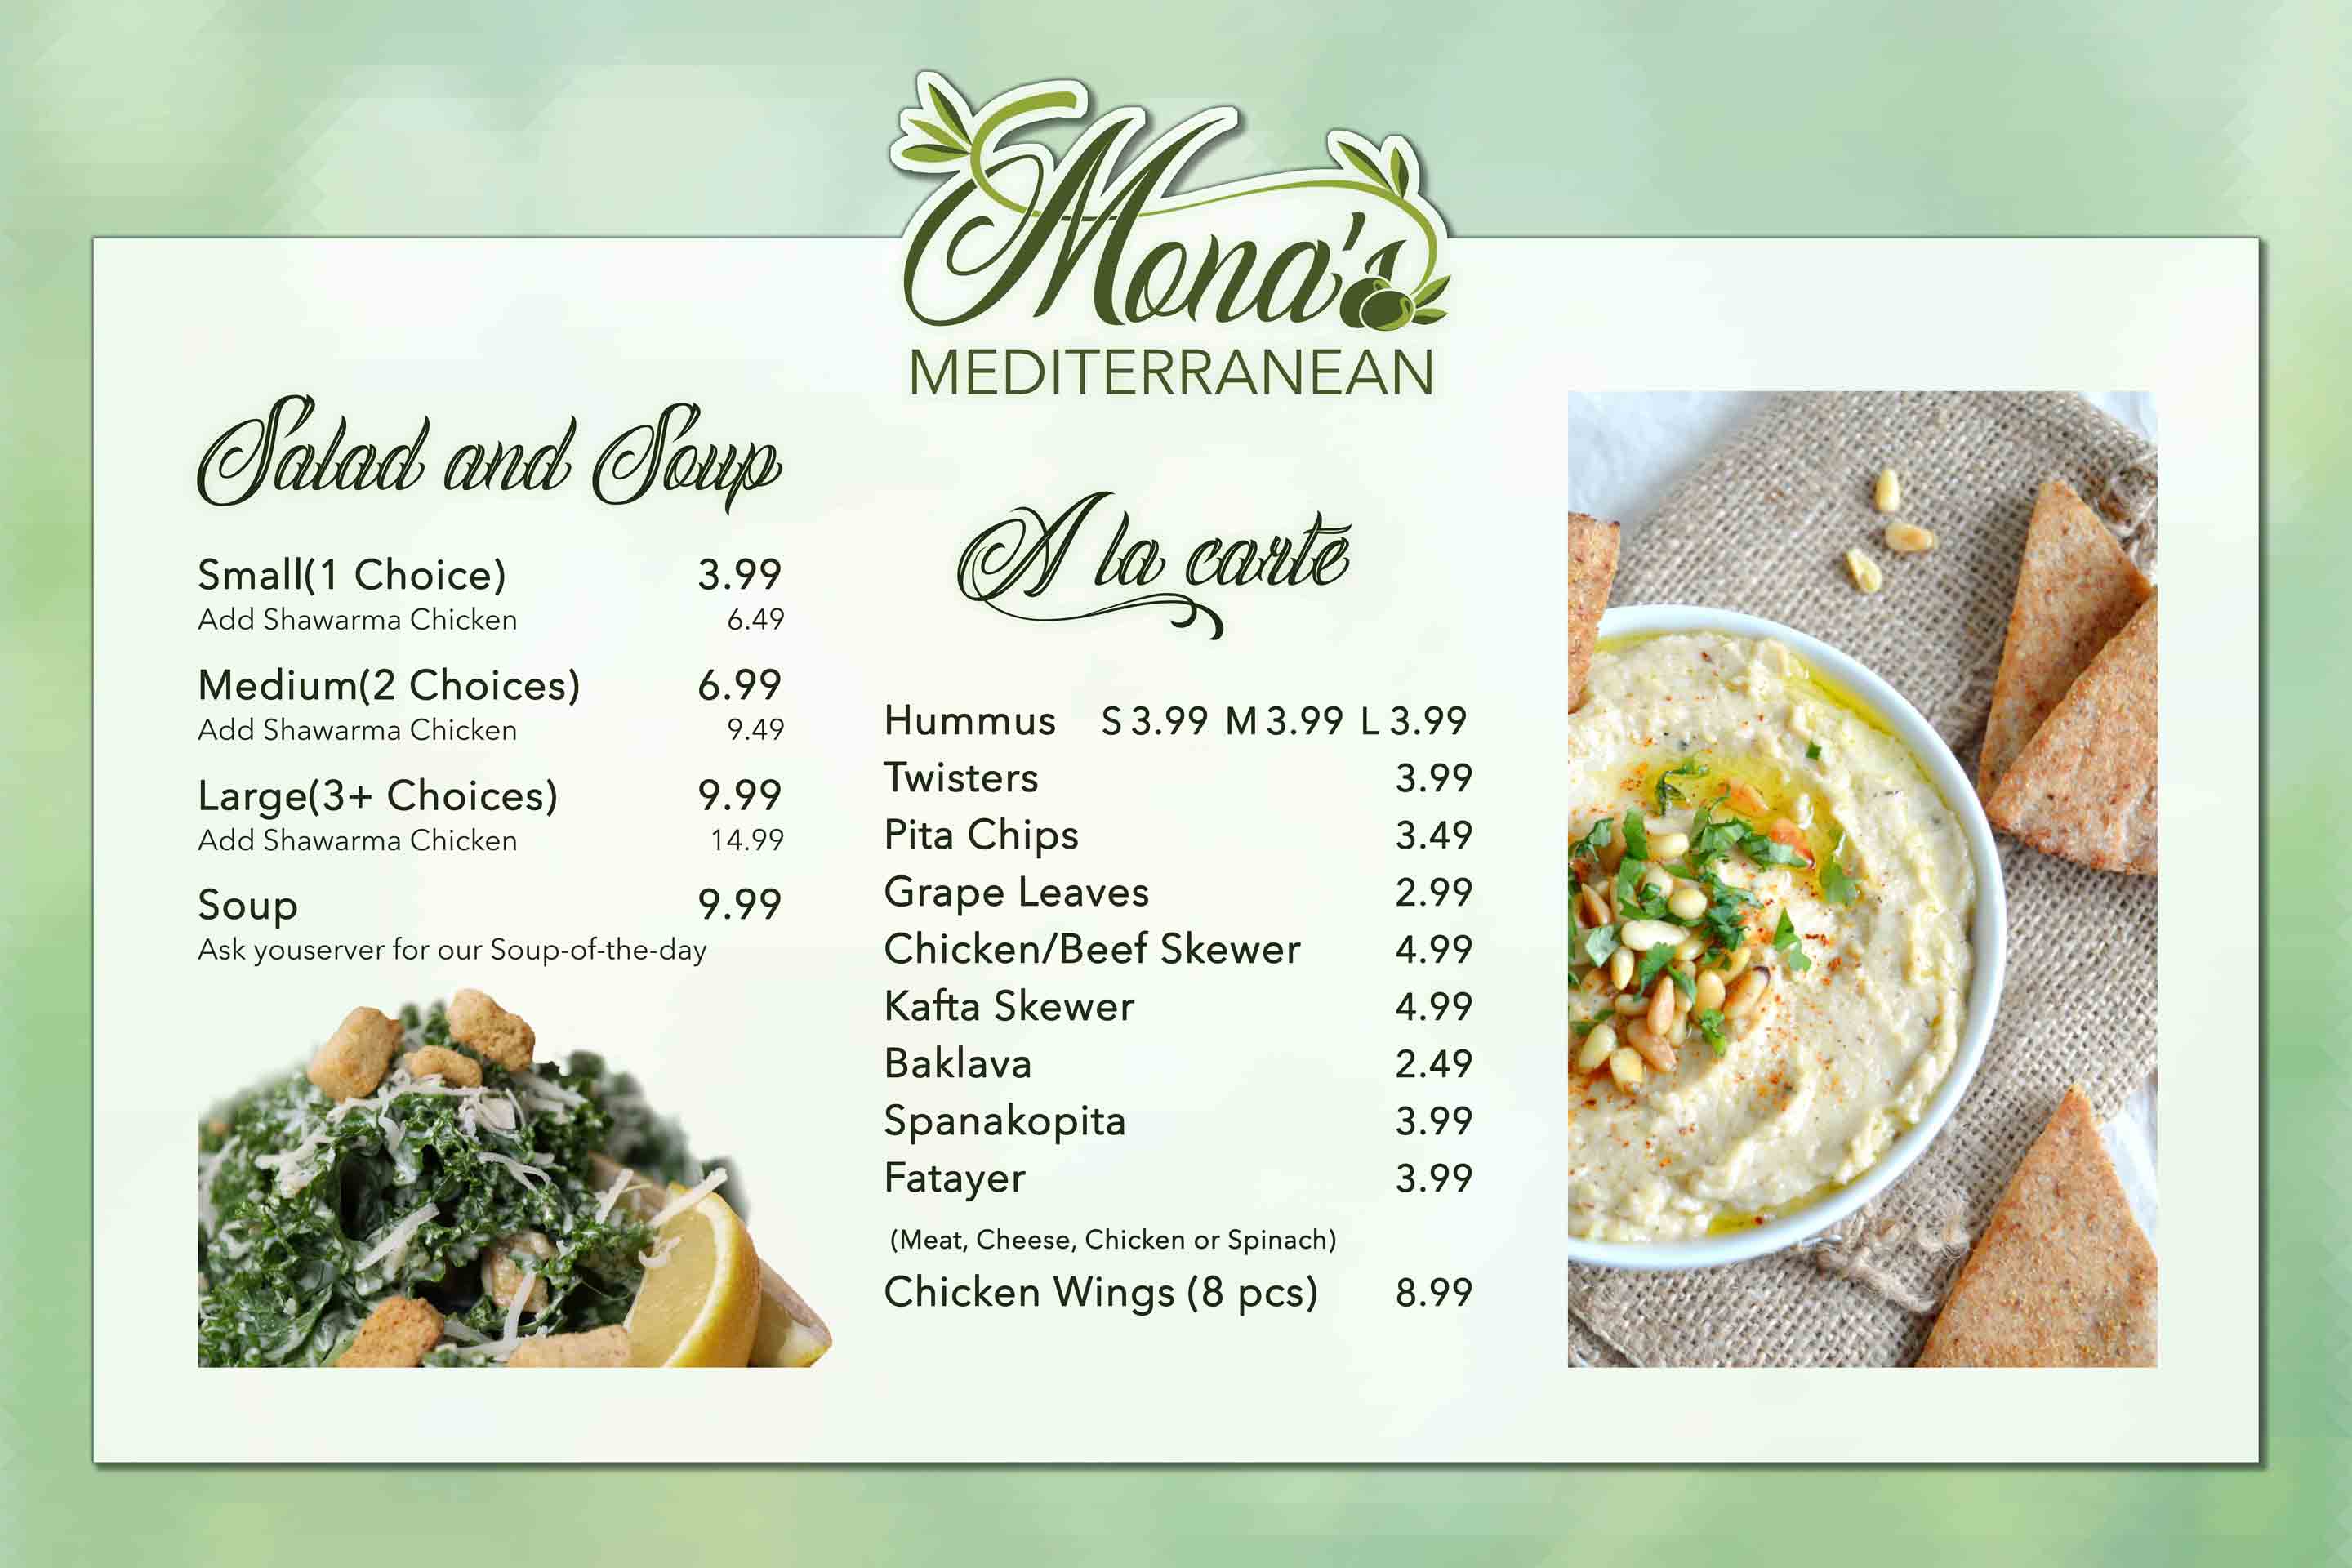 Mona's
MEDITERRANEAN
Salad and Soup
Small(1 Choice) 3.99
Add Shawarma Chicken 6.49
Medium(2 Choices) 6.99
Add Shawarma Chicken 9.49
Large(3+ Choices) 9.99
Add Shawarma Chicken 14.99
Soup 9.99
Ask youserver for our Soup-of-the-day
A la carte
Hummus S 3.99 M 3.99 L 3.99
Twisters 3.99
Pita Chips 3.49
Grape Leaves 2.99
Chicken/Beef Skewer 4.99
Kafta Skewer 4.99
Baklava 2.49
Spanakopita 3.99
Fatayer 3.99
(Meat, Cheese, Chicken or Spinach)
Chicken Wings (8 pcs) 8.99